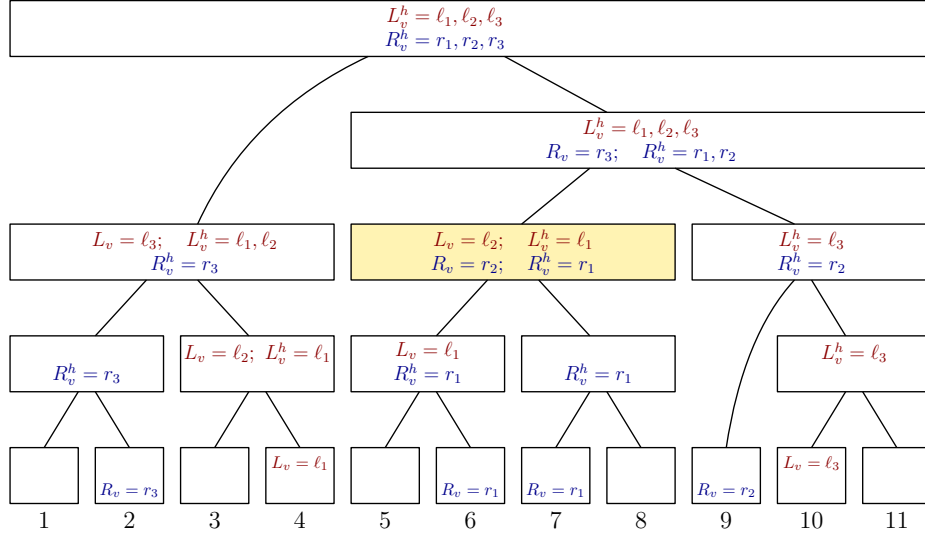 L_v^h = ℓ_1, ℓ_2, ℓ_3
R_v^h = r_1, r_2, r_3
L_v^h = ℓ_1, ℓ_2, ℓ_3
R_v = r_3; R_v^h = r_1, r_2
L_v = ℓ_3; L_v^h = ℓ_1, ℓ_2
R_v^h = r_3
L_v = ℓ_2; L_v^h = ℓ_1
R_v = r_2; R_v^h = r_1
L_v^h = ℓ_3
R_v^h = r_2
R_v^h = r_3
L_v = ℓ_2; L_v^h = ℓ_1
L_v = ℓ_1
R_v^h = r_1
R_v^h = r_1
L_v^h = ℓ_3
R_v = r_3
L_v = ℓ_1
R_v = r_1
R_v = r_1
R_v = r_2
L_v = ℓ_3
1 2 3 4 5 6 7 8 9 10 11